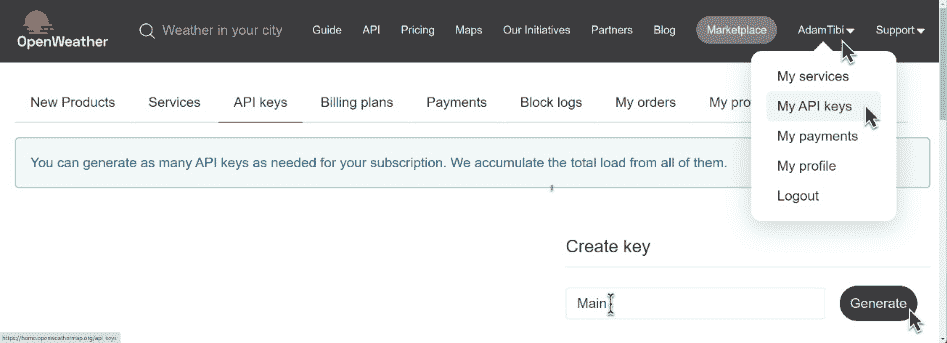 OpenWeather
Weather in your city
Guide API Pricing Maps Our Initiatives Partners Blog Marketplace AdamTibi Support
My services
My API keys
My payments
My profile
Logout
New Products Services API keys Billing plans Payments Block logs My orders My pro
You can generate as many API keys as needed for your subscription. We accumulate the total load from all of them.
Create key
Main
Generate
https://home.openweathermap.org/api_keys